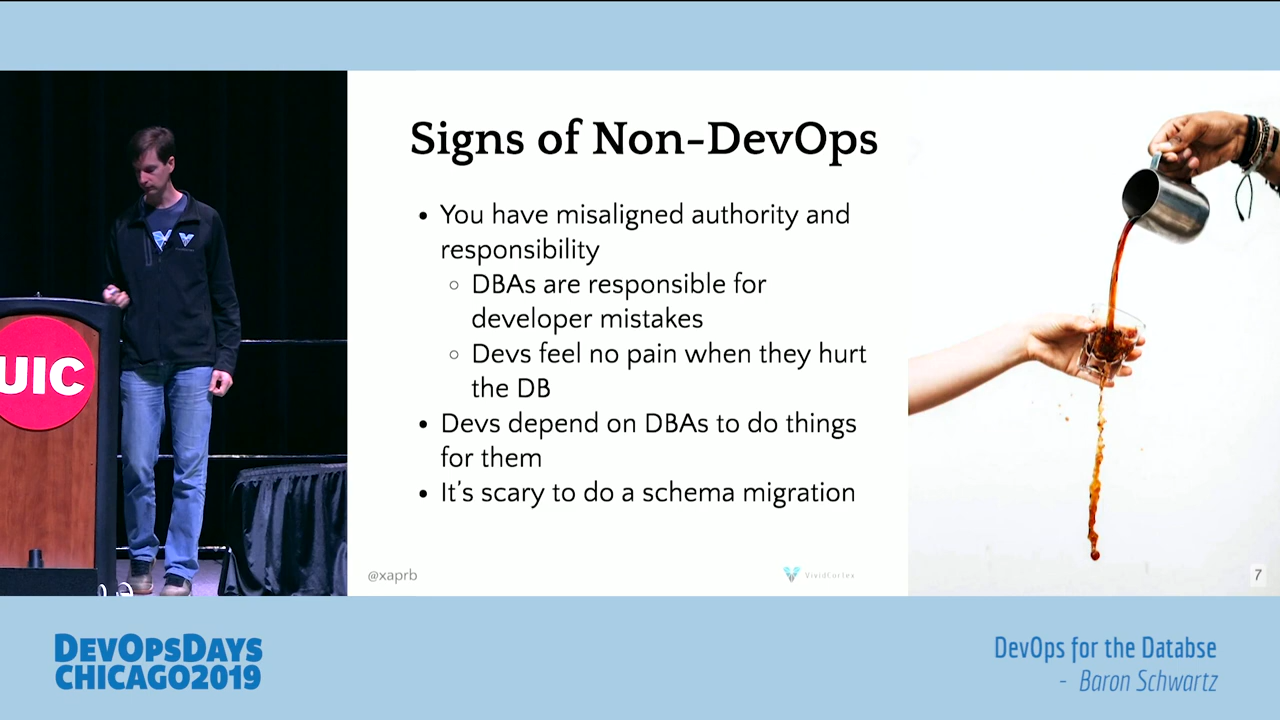 Signs of Non-DevOps
• You have misaligned authority and
responsibility
◦ DBAs are responsible for
developer mistakes
◦ Devs feel no pain when they hurt
the DB
• Devs depend on DBAs to do things
for them
• It's scary to do a schema migration
@xaprb
VividCortex
7
UIC
DEVOPSDAYS
CHICAGO2019
DevOps for the Databse
- Baron Schwartz